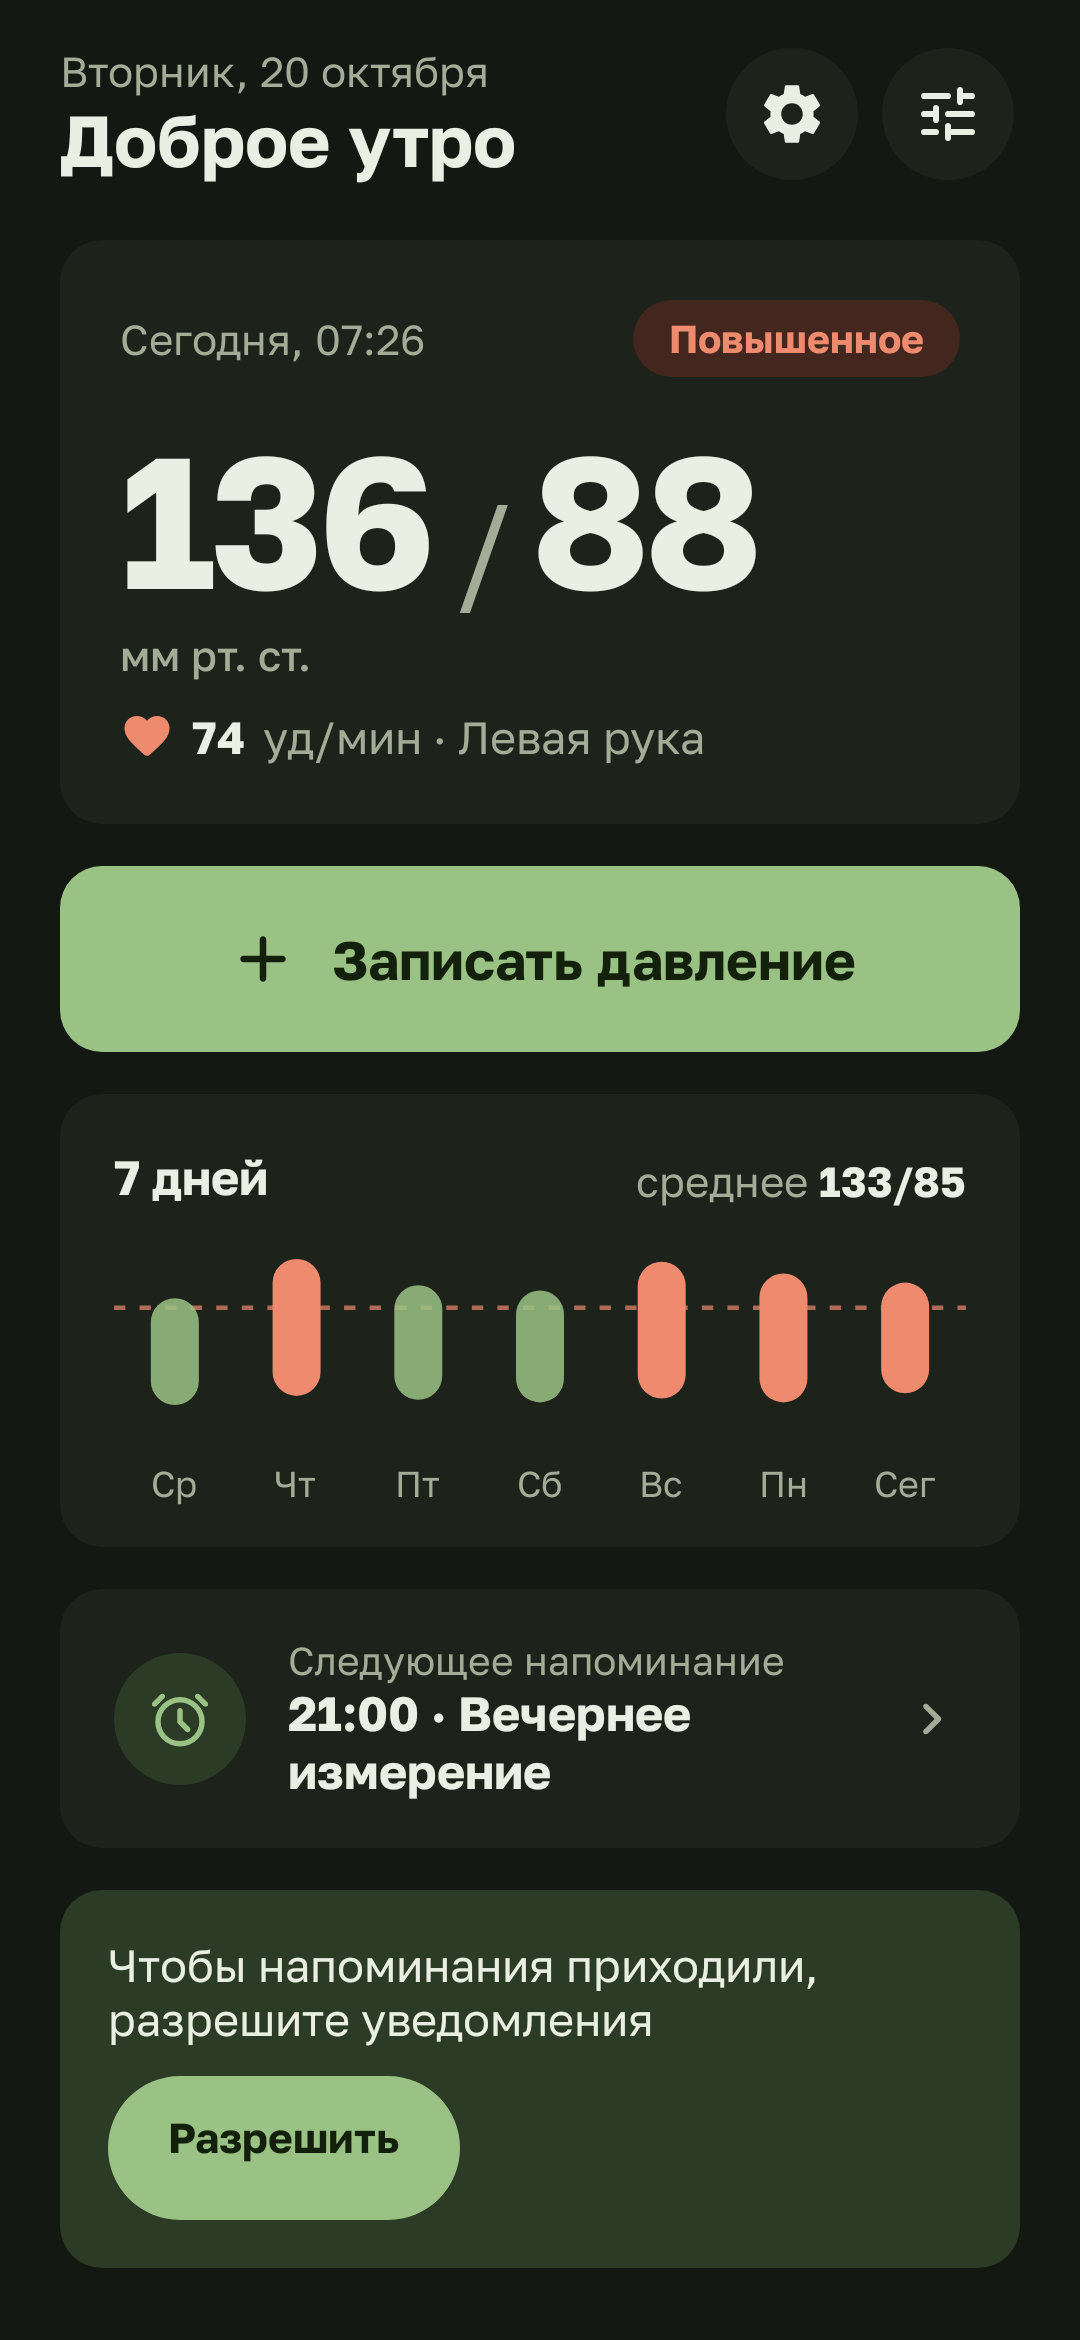 Вторник, 20 октября
Доброе утро
Сегодня, 07:26
Повышенное
136 / 88
мм рт. ст.
74 уд/мин · Левая рука
Записать давление
7 дней
среднее 133/85
Ср Чт Пт Сб Вс Пн Сег
Следующее напоминание
21:00 · Вечернее
измерение
Чтобы напоминания приходили,
разрешите уведомления
Разрешить